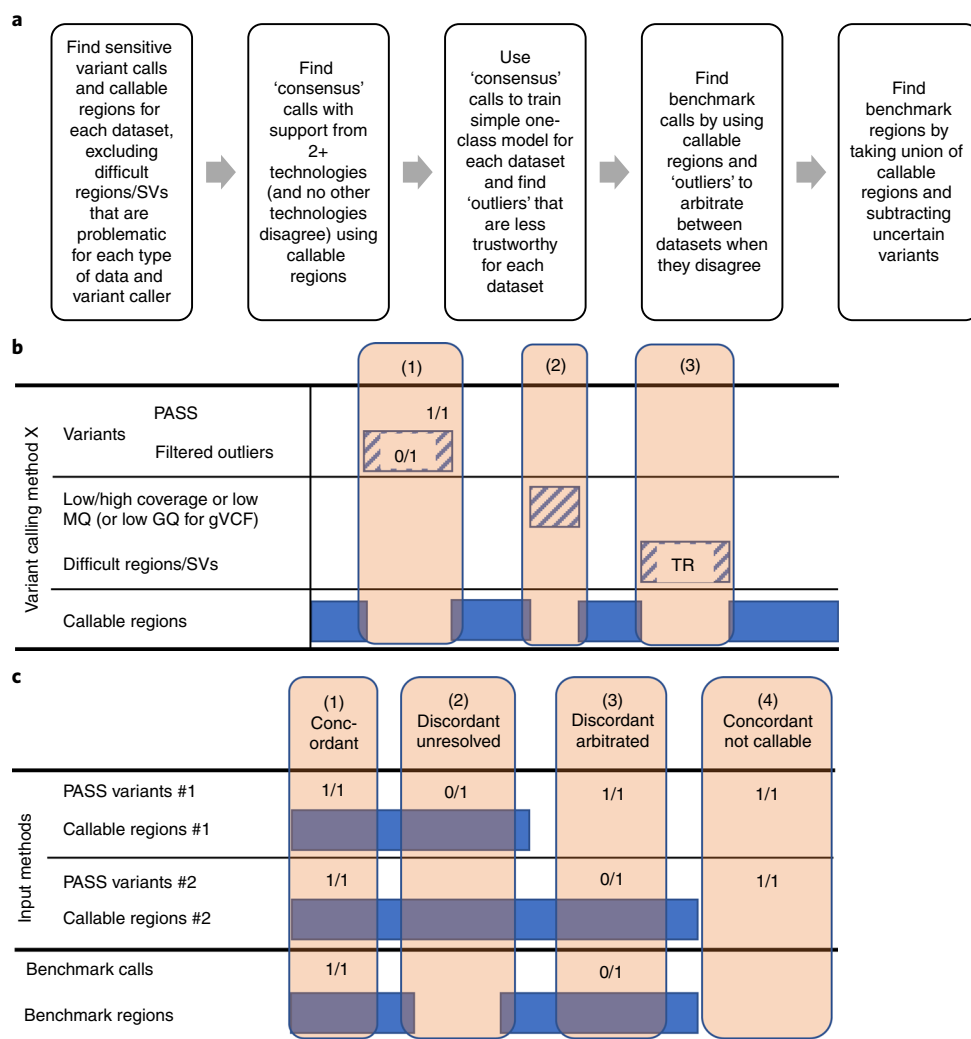 a
Find sensitive
variant calls
and callable
regions for
each dataset,
excluding
difficult
regions/SVs
that are
problematic
for each type
of data and
variant caller
Find
‘consensus’
calls with
support from
2+
technologies
(and no other
technologies
disagree) using
callable
regions
Use
‘consensus’
calls to train
simple one-
class model for
each dataset
and find
‘outliers’ that
are less
trustworthy
for each
dataset
Find
benchmark
calls by using
callable
regions and
‘outliers’ to
arbitrate
between
datasets when
they disagree
Find
benchmark
regions by
taking union of
callable
regions and
subtracting
uncertain
variants
b
(1)
(2)
(3)
Variant calling method X
Variants
PASS
1/1
Filtered outliers
0/1
Low/high coverage or low
MQ (or low GQ for gVCF)
Difficult regions/SVs
TR
Callable regions
c
(1)
Conc-
ordant
(2)
Discordant
unresolved
(3)
Discordant
arbitrated
(4)
Concordant
not callable
Input methods
PASS variants #1
1/1
0/1
1/1
1/1
Callable regions #1
PASS variants #2
1/1
0/1
1/1
Callable regions #2
Benchmark calls
1/1
0/1
Benchmark regions